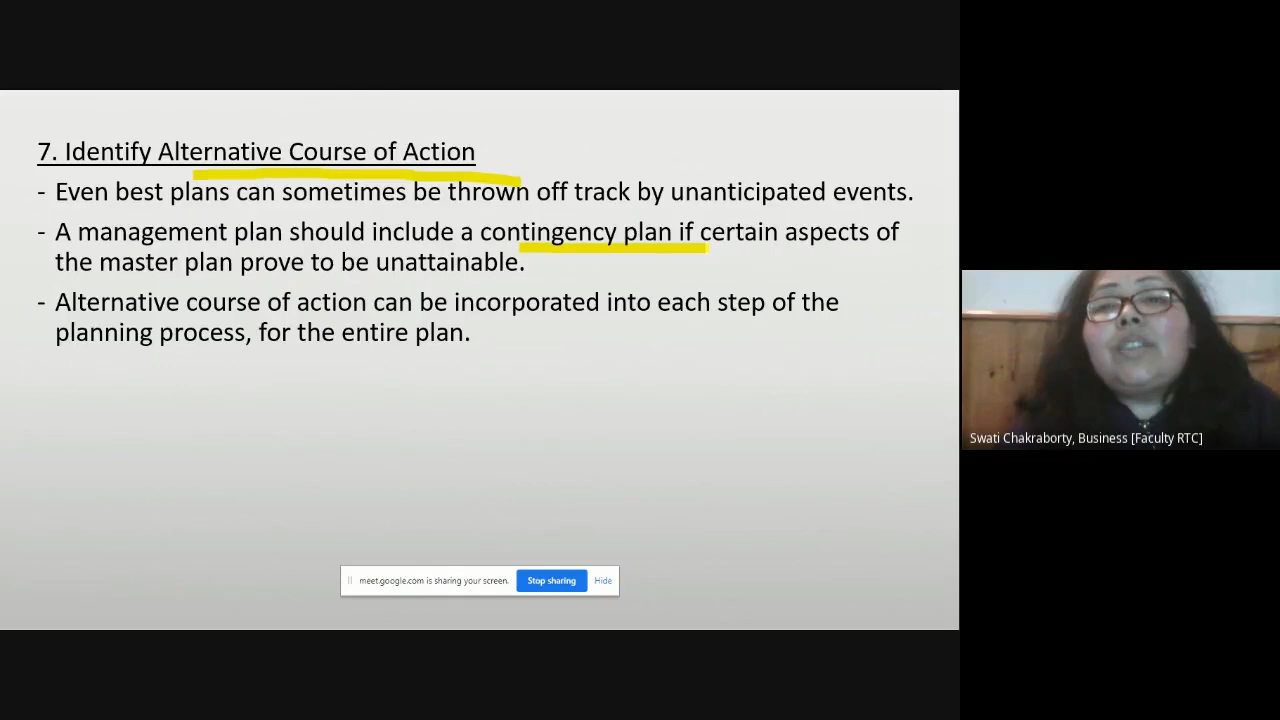 7. Identify Alternative Course of Action
- Even best plans can sometimes be thrown off track by unanticipated events.
- A management plan should include a contingency plan if certain aspects of
the master plan prove to be unattainable.
- Alternative course of action can be incorporated into each step of the
planning process, for the entire plan.
Swati Chakraborty, Business [Faculty RTC]
meet.google.com is sharing your screen. Stop sharing Hide